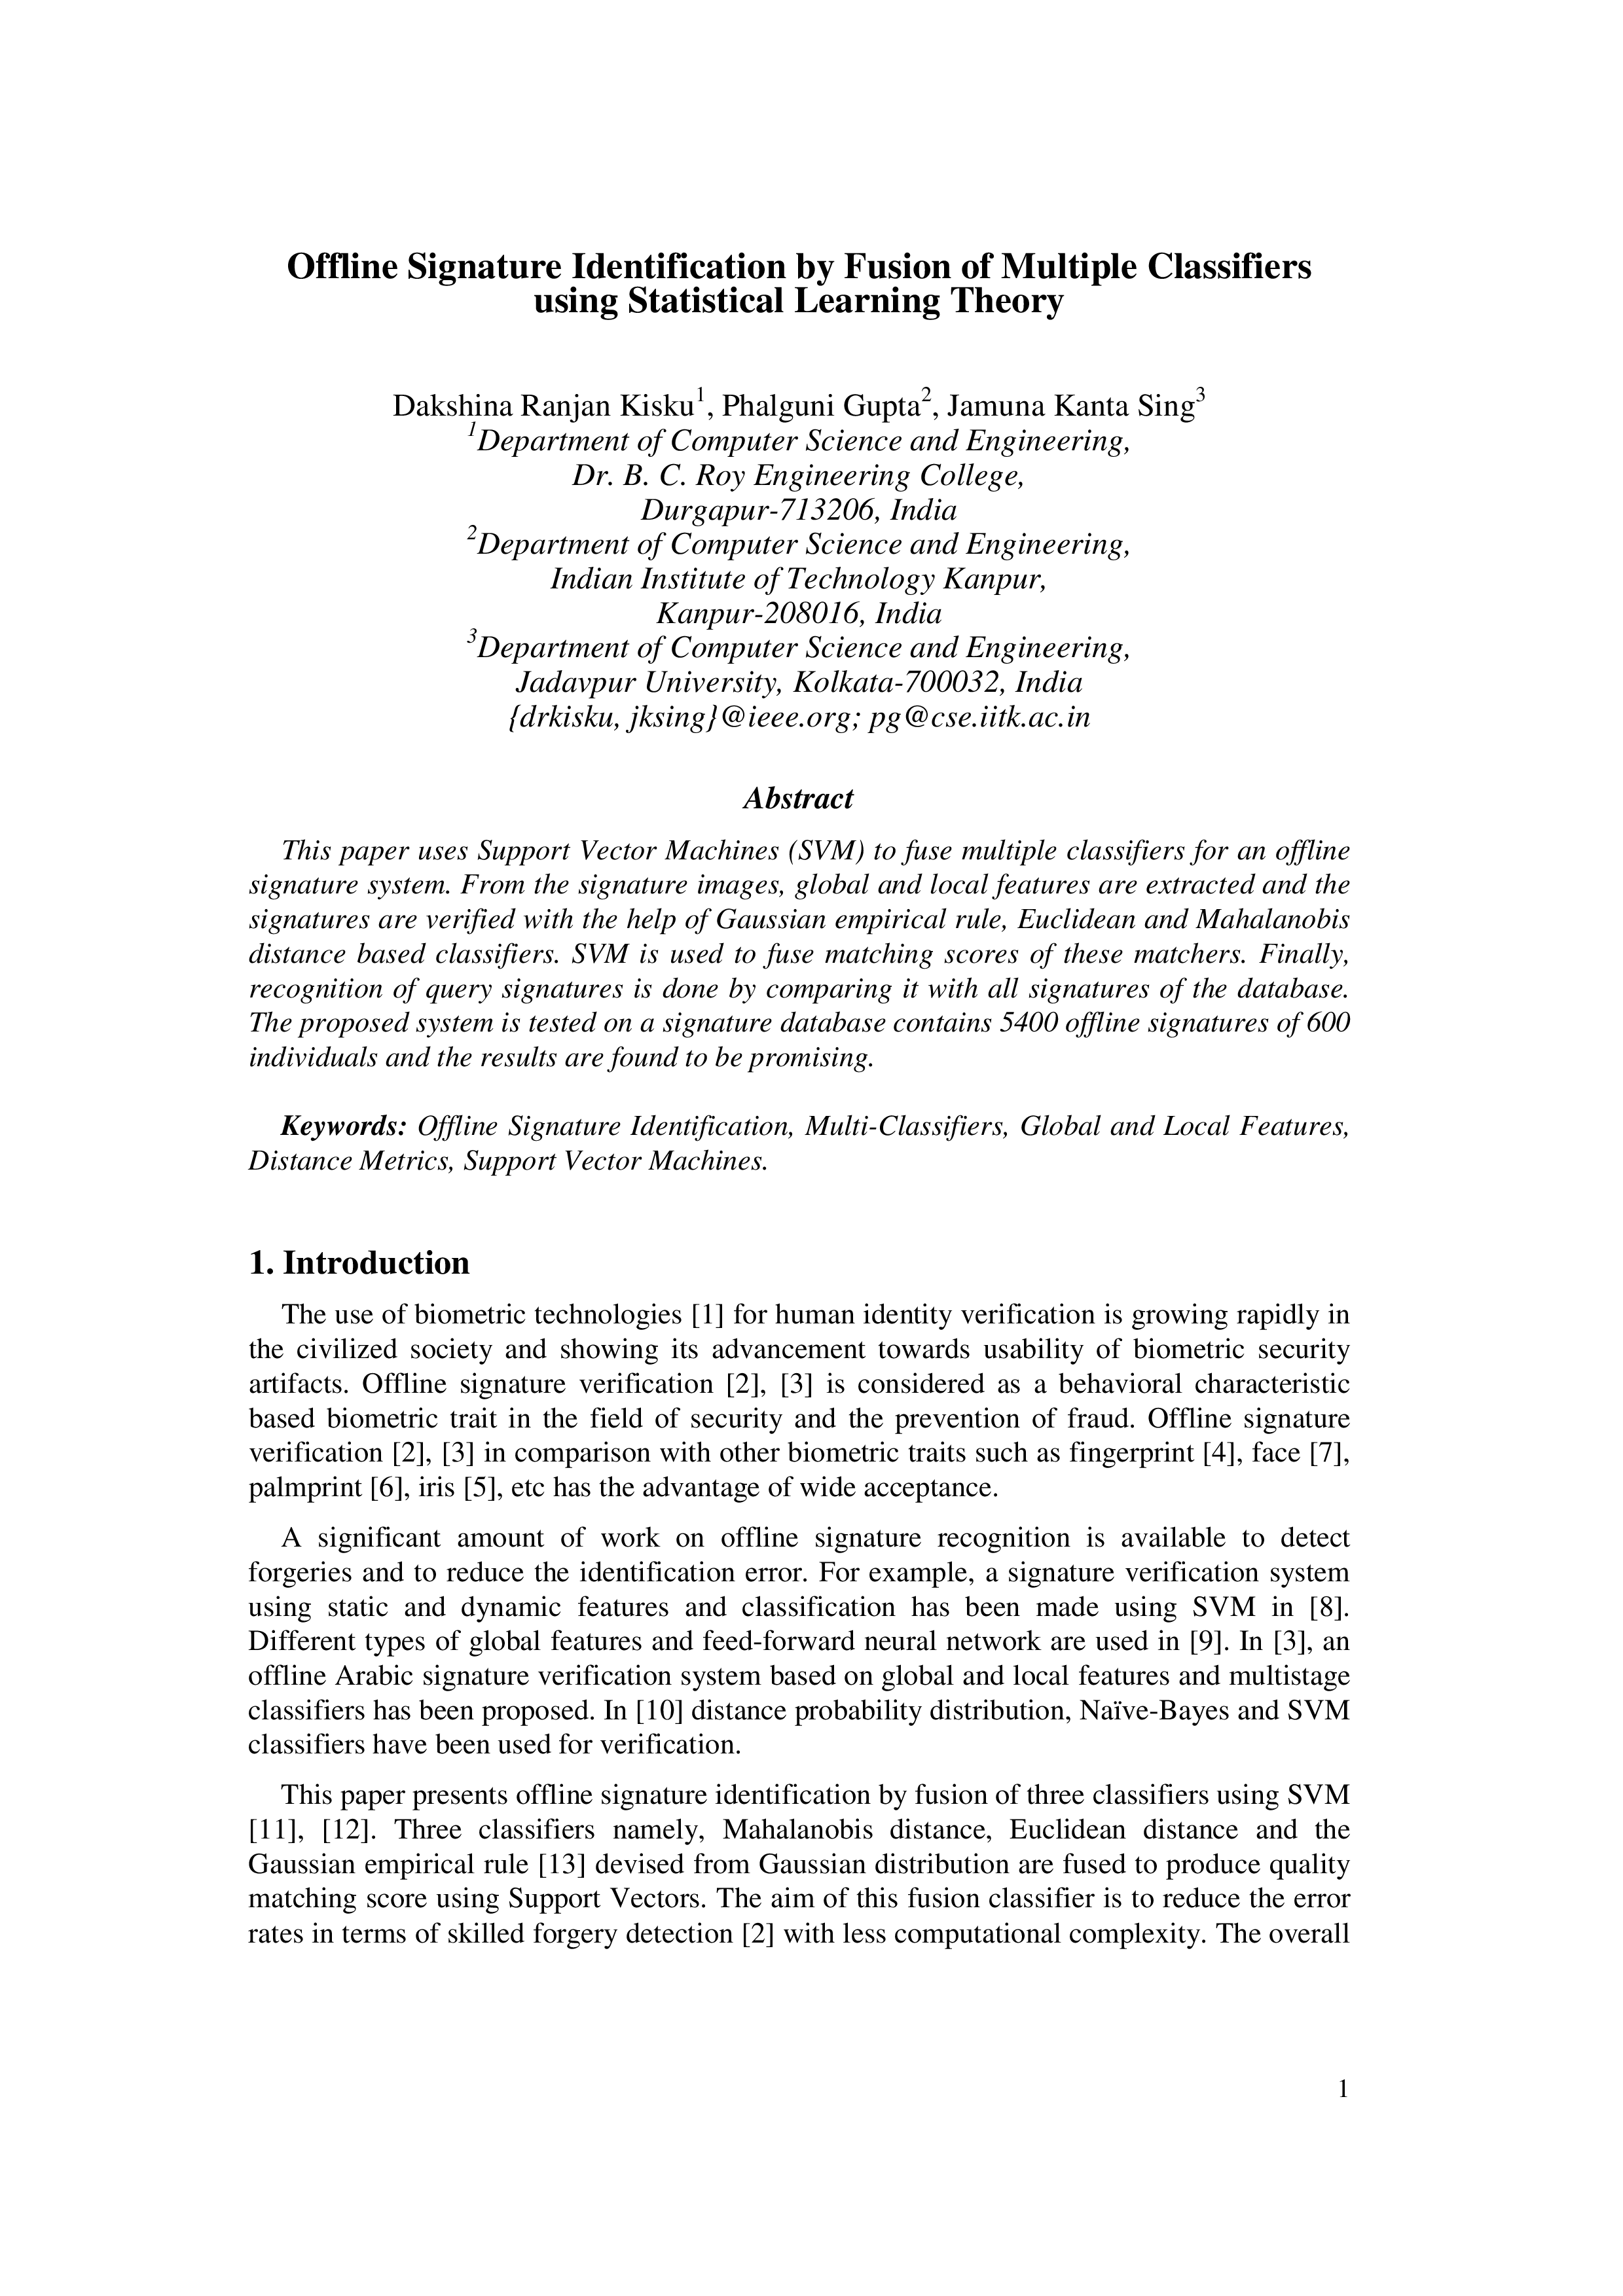 Offline Signature Identification by Fusion of Multiple Classifiers
using Statistical Learning Theory
Dakshina Ranjan Kisku1, Phalguni Gupta2, Jamuna Kanta Sing3
1Department of Computer Science and Engineering,
Dr. B. C. Roy Engineering College,
Durgapur-713206, India
2Department of Computer Science and Engineering,
Indian Institute of Technology Kanpur,
Kanpur-208016, India
3Department of Computer Science and Engineering,
Jadavpur University, Kolkata-700032, India
{drkisku, jksing}@ieee.org; pg@cse.iitk.ac.in
Abstract
This paper uses Support Vector Machines (SVM) to fuse multiple classifiers for an offline
signature system. From the signature images, global and local features are extracted and the
signatures are verified with the help of Gaussian empirical rule, Euclidean and Mahalanobis
distance based classifiers. SVM is used to fuse matching scores of these matchers. Finally,
recognition of query signatures is done by comparing it with all signatures of the database.
The proposed system is tested on a signature database contains 5400 offline signatures of 600
individuals and the results are found to be promising.
Keywords: Offline Signature Identification, Multi-Classifiers, Global and Local Features,
Distance Metrics, Support Vector Machines.
1. Introduction
The use of biometric technologies [1] for human identity verification is growing rapidly in
the civilized society and showing its advancement towards usability of biometric security
artifacts. Offline signature verification [2], [3] is considered as a behavioral characteristic
based biometric trait in the field of security and the prevention of fraud. Offline signature
verification [2], [3] in comparison with other biometric traits such as fingerprint [4], face [7],
palmprint [6], iris [5], etc has the advantage of wide acceptance.
A significant amount of work on offline signature recognition is available to detect
forgeries and to reduce the identification error. For example, a signature verification system
using static and dynamic features and classification has been made using SVM in [8].
Different types of global features and feed-forward neural network are used in [9]. In [3], an
offline Arabic signature verification system based on global and local features and multistage
classifiers has been proposed. In [10] distance probability distribution, Naïve-Bayes and SVM
classifiers have been used for verification.
This paper presents offline signature identification by fusion of three classifiers using SVM
[11], [12]. Three classifiers namely, Mahalanobis distance, Euclidean distance and the
Gaussian empirical rule [13] devised from Gaussian distribution are fused to produce quality
matching score using Support Vectors. The aim of this fusion classifier is to reduce the error
rates in terms of skilled forgery detection [2] with less computational complexity. The overall
1